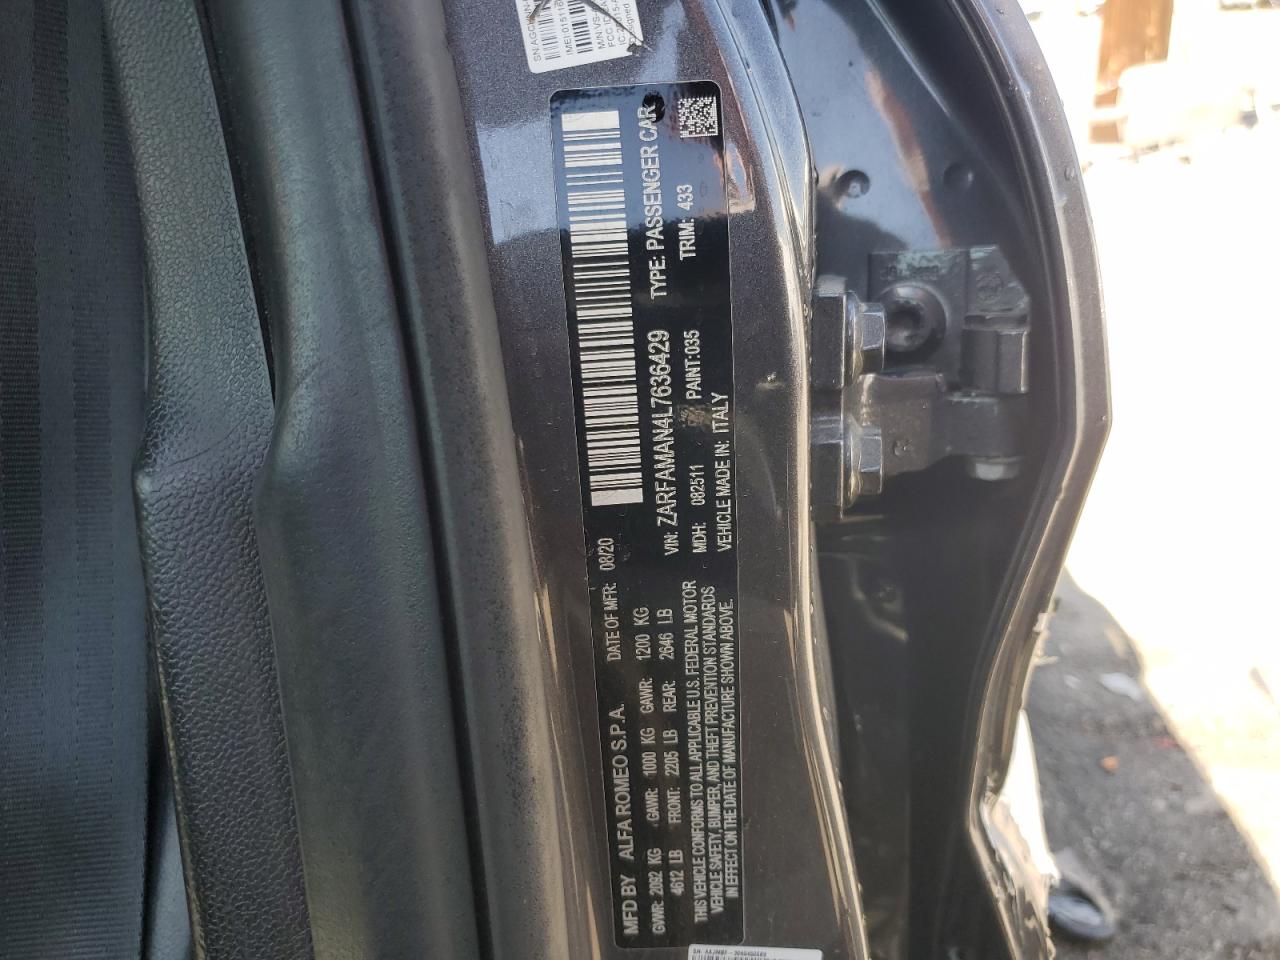 MFD BY ALFA ROMEO S.P.A. DATE OF MFR: 08/20
GVWR: 2092 KG GAWR: 1000 KG GAWR: 1200 KG
4612 LB FRONT: 2205 LB REAR: 2646 LB
THIS VEHICLE CONFORMS TO ALL APPLICABLE U.S. FEDERAL MOTOR
VEHICLE SAFETY, BUMPER, AND THEFT PREVENTION STANDARDS
IN EFFECT ON THE DATE OF MANUFACTURE SHOWN ABOVE.
VIN: ZARFAMAN4L7636429 TYPE: PASSENGER CAR
MDH: 082511 PAINT: 035 TRIM: 433
VEHICLE MADE IN: ITALY